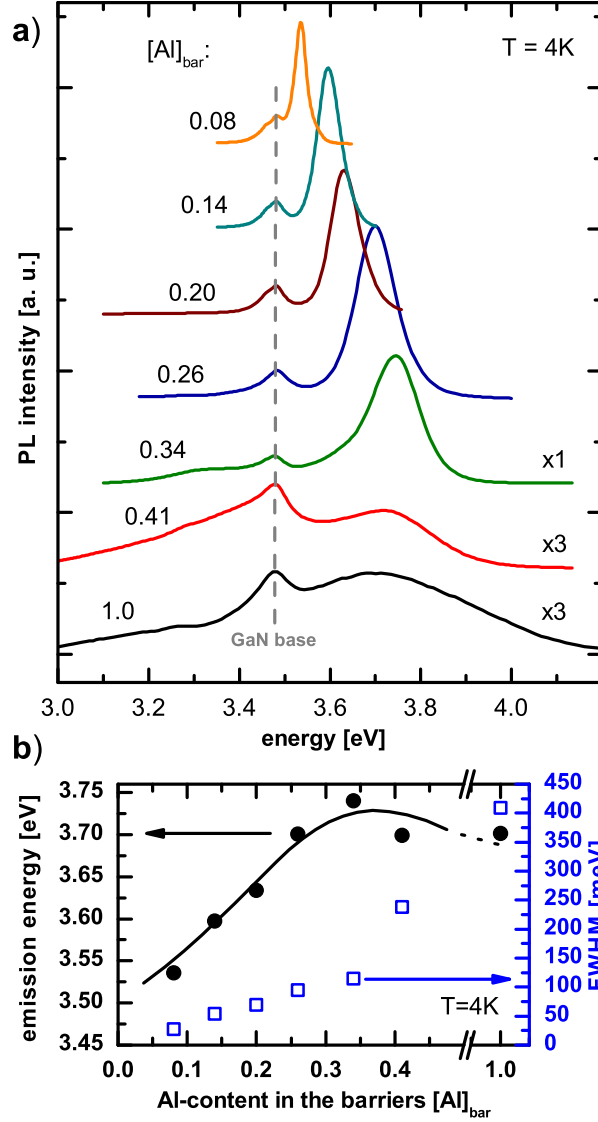 a)
[Al]bar:
T = 4K
0.08
0.14
0.20
0.26
0.34
x1
0.41
x3
1.0
x3
GaN base
PL intensity [a. u.]
3.0 3.2 3.4 3.6 3.8 4.0
energy [eV]
b)
3.75
3.70
3.65
3.60
3.55
3.50
3.45
emission energy [eV]
450
400
350
300
250
200
150
100
50
0
FWHM [meV]
T=4K
0.0 0.1 0.2 0.3 0.4 1.0
Al-content in the barriers [Al]bar